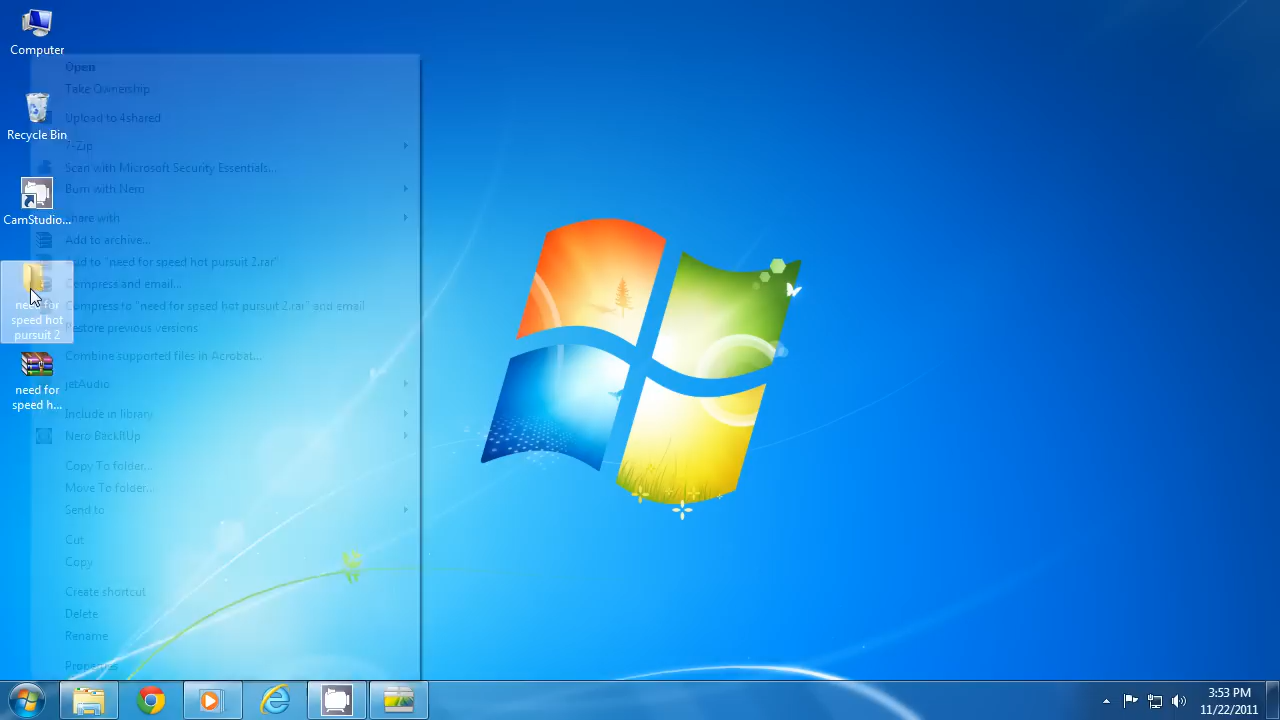 Computer
Recycle Bin
CamStudio...
need for
speed hot
pursuit 2
need for
speed h...
Open
Take Ownership
Upload to 4shared
7-Zip
Scan with Microsoft Security Essentials...
Burn with Nero
Share with
Add to archive...
Add to "need for speed hot pursuit 2.rar"
Compress and email...
Compress to "need for speed hot pursuit 2.rar" and email
Restore previous versions
Combine supported files in Acrobat...
jetAudio
Include in library
Nero BackItUp
Copy To folder...
Move To folder...
Send to
Cut
Copy
Create shortcut
Delete
Rename
Properties
3:53 PM
11/22/2011